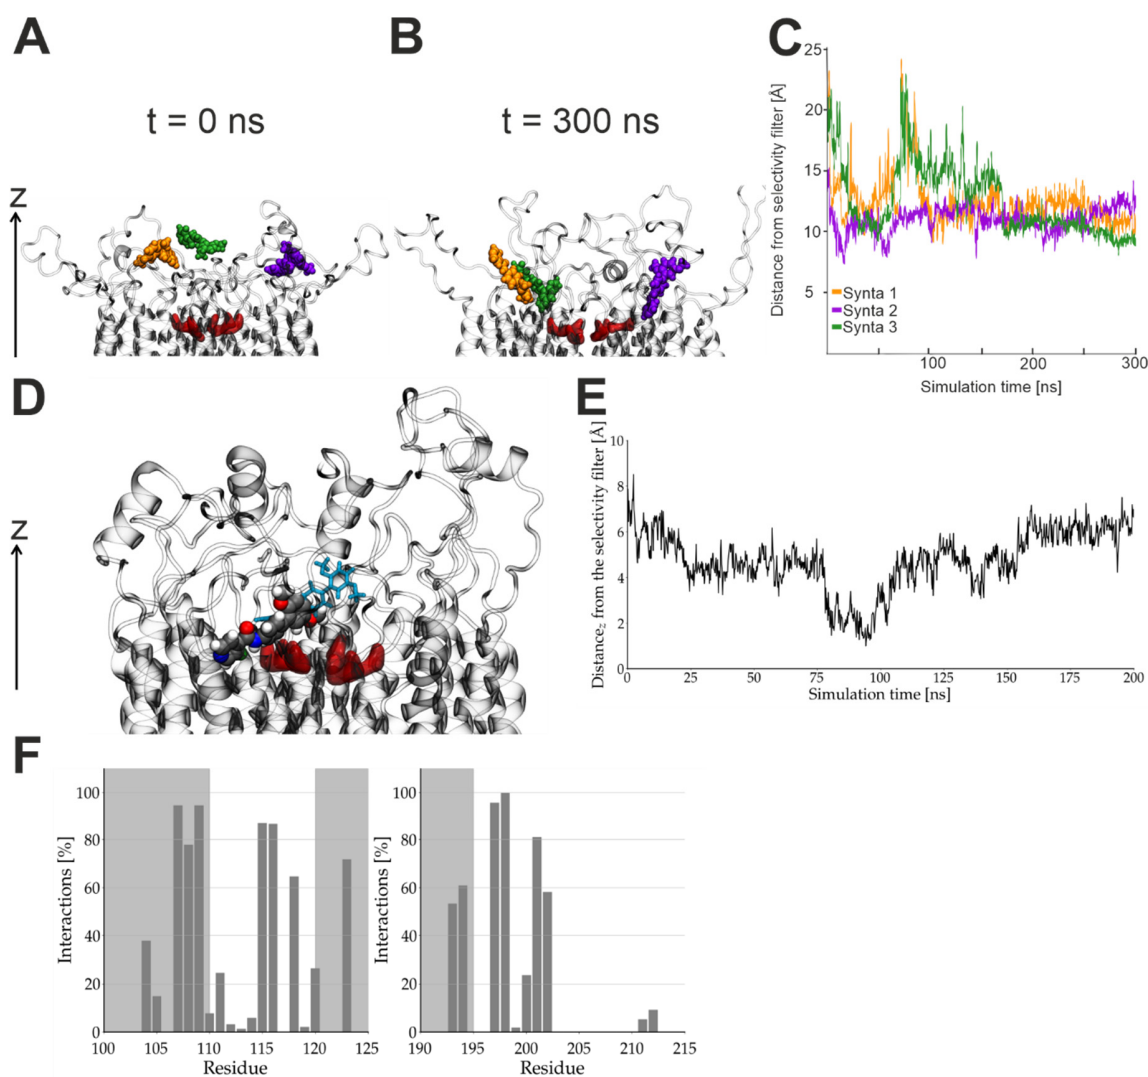 A
B
C
t = 0 ns
t = 300 ns
Z
Distance from selectivity filter [Å]
25
20
15
10
5
Synta 1
Synta 2
Synta 3
100
200
300
Simulation time [ns]
D
E
Z
Distancez from the selectivity filter [Å]
10
8
6
4
2
0
0
25
50
75
100
125
150
175
200
Simulation time [ns]
F
Interactions [%]
100
80
60
40
20
0
100
105
110
115
120
125
Residue
Interactions [%]
100
80
60
40
20
0
190
195
200
205
210
215
Residue